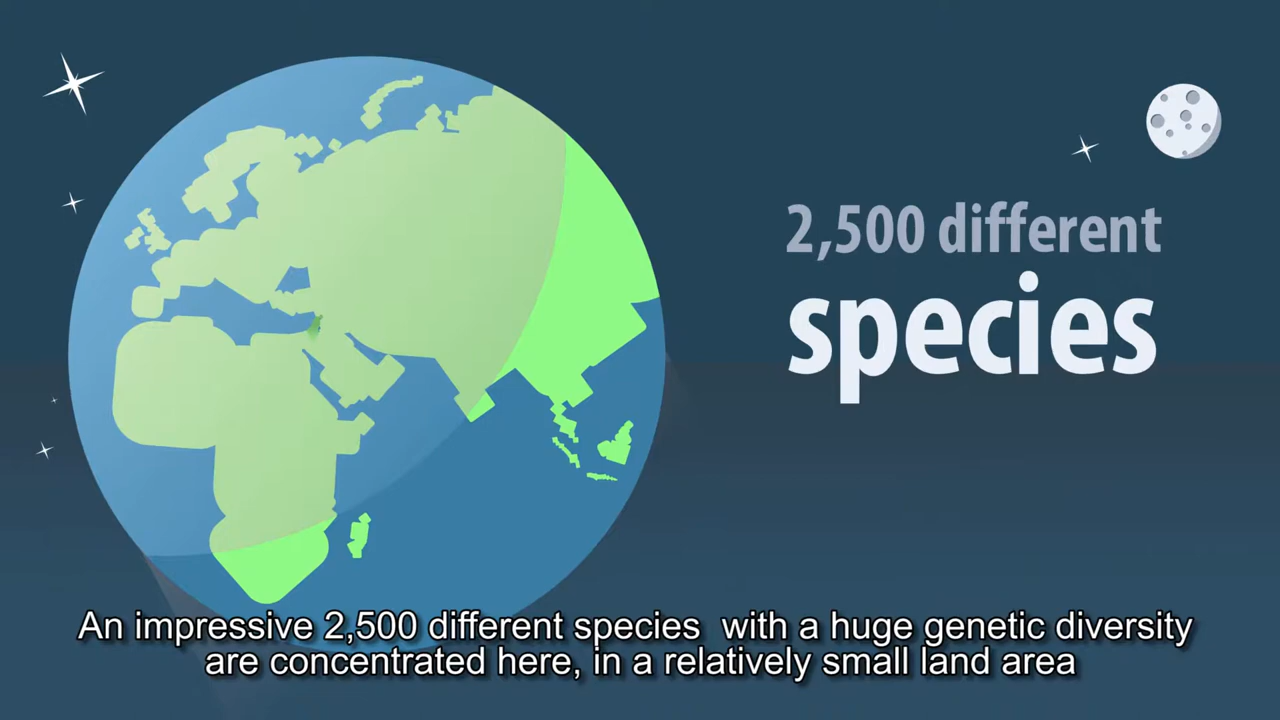 2,500 different
species
An impressive 2,500 different species  with a huge genetic diversity
are concentrated here, in a relatively small land area